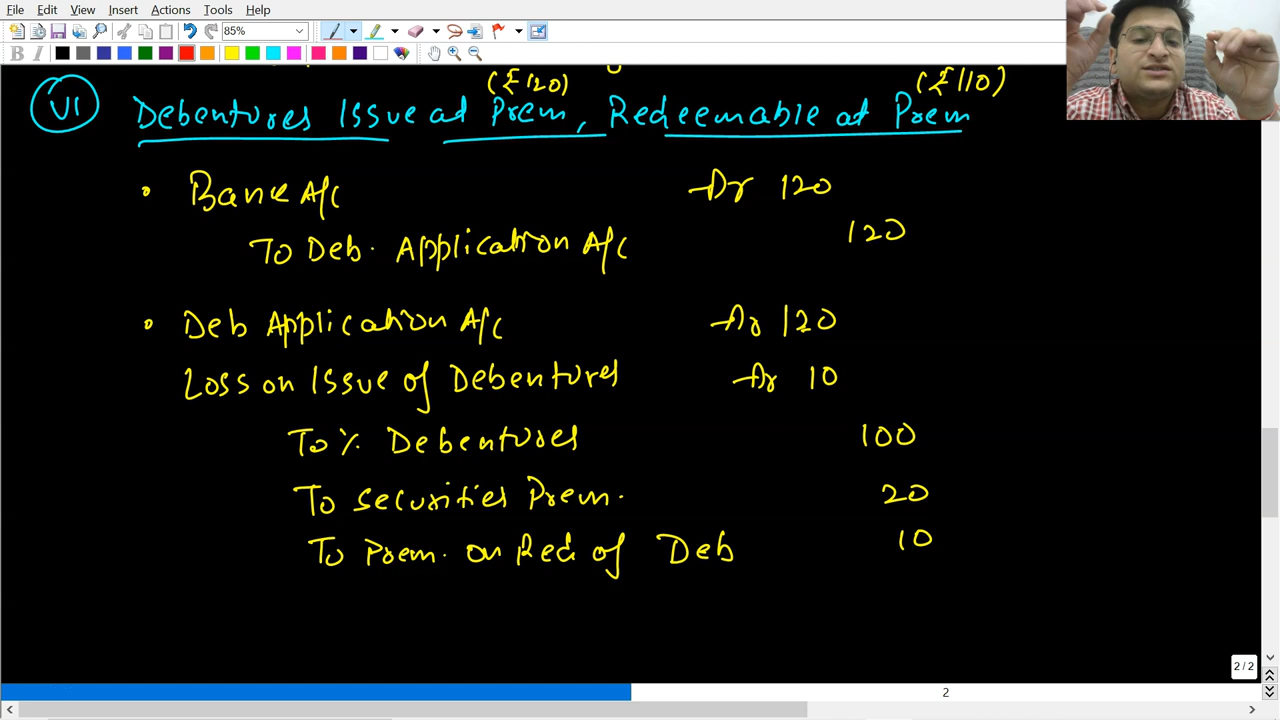 File Edit View Insert Actions Tools Help
85%
B I U
(₹120) (₹110)
VI Debentures Issue at Prem, Redeemable at Prem
• Bank A/c Dr 120
To Deb. Application A/c 120
• Deb Application A/c Dr 120
Loss on Issue of Debentures Dr 10
To % Debentures 100
To Securities Prem. 20
To Prem. on Red of Deb 10
2 / 2
2